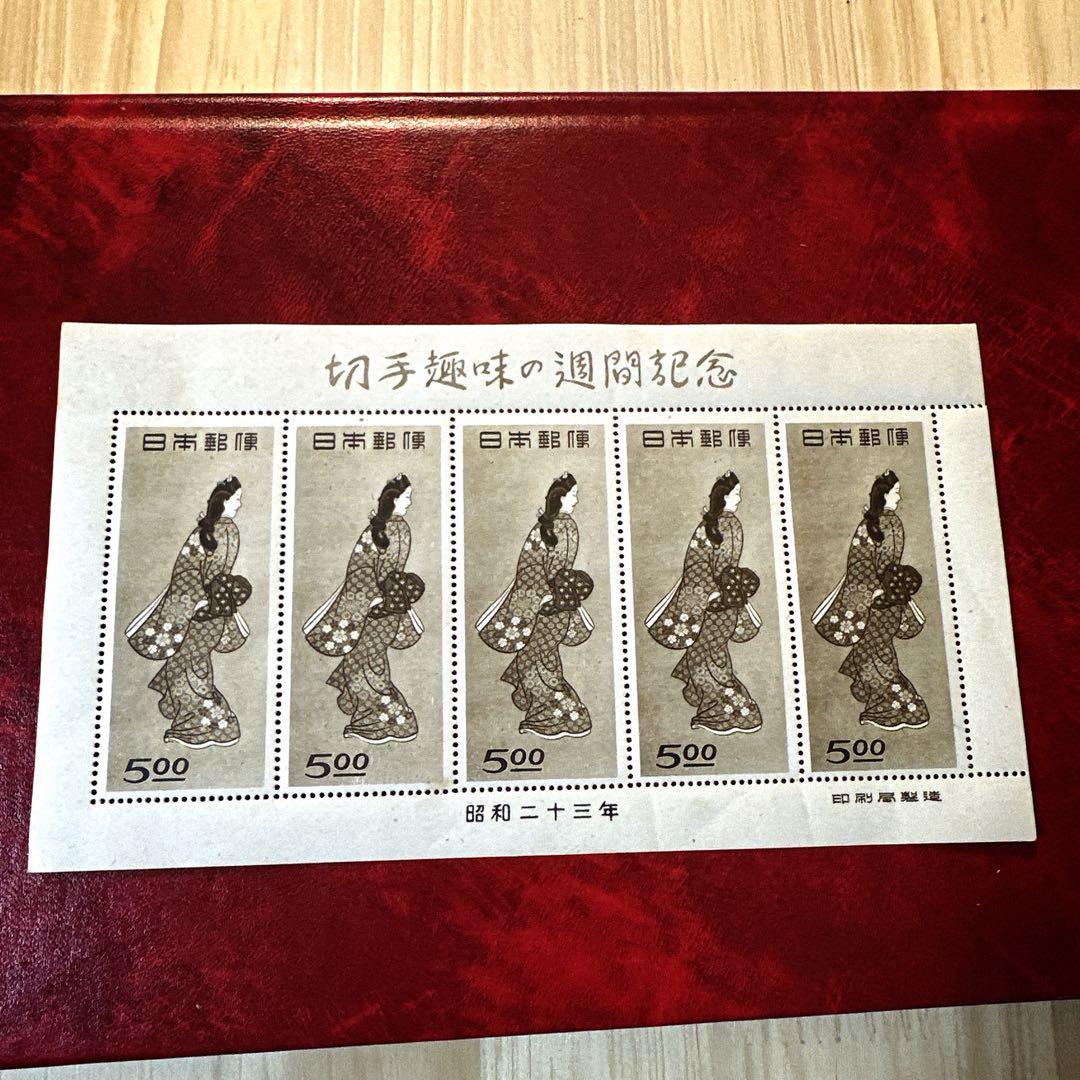 切手趣味の週間記念
日本郵便 日本郵便 日本郵便 日本郵便 日本郵便
5.00 5.00 5.00 5.00 5.00
昭和二十三年
印刷局製造